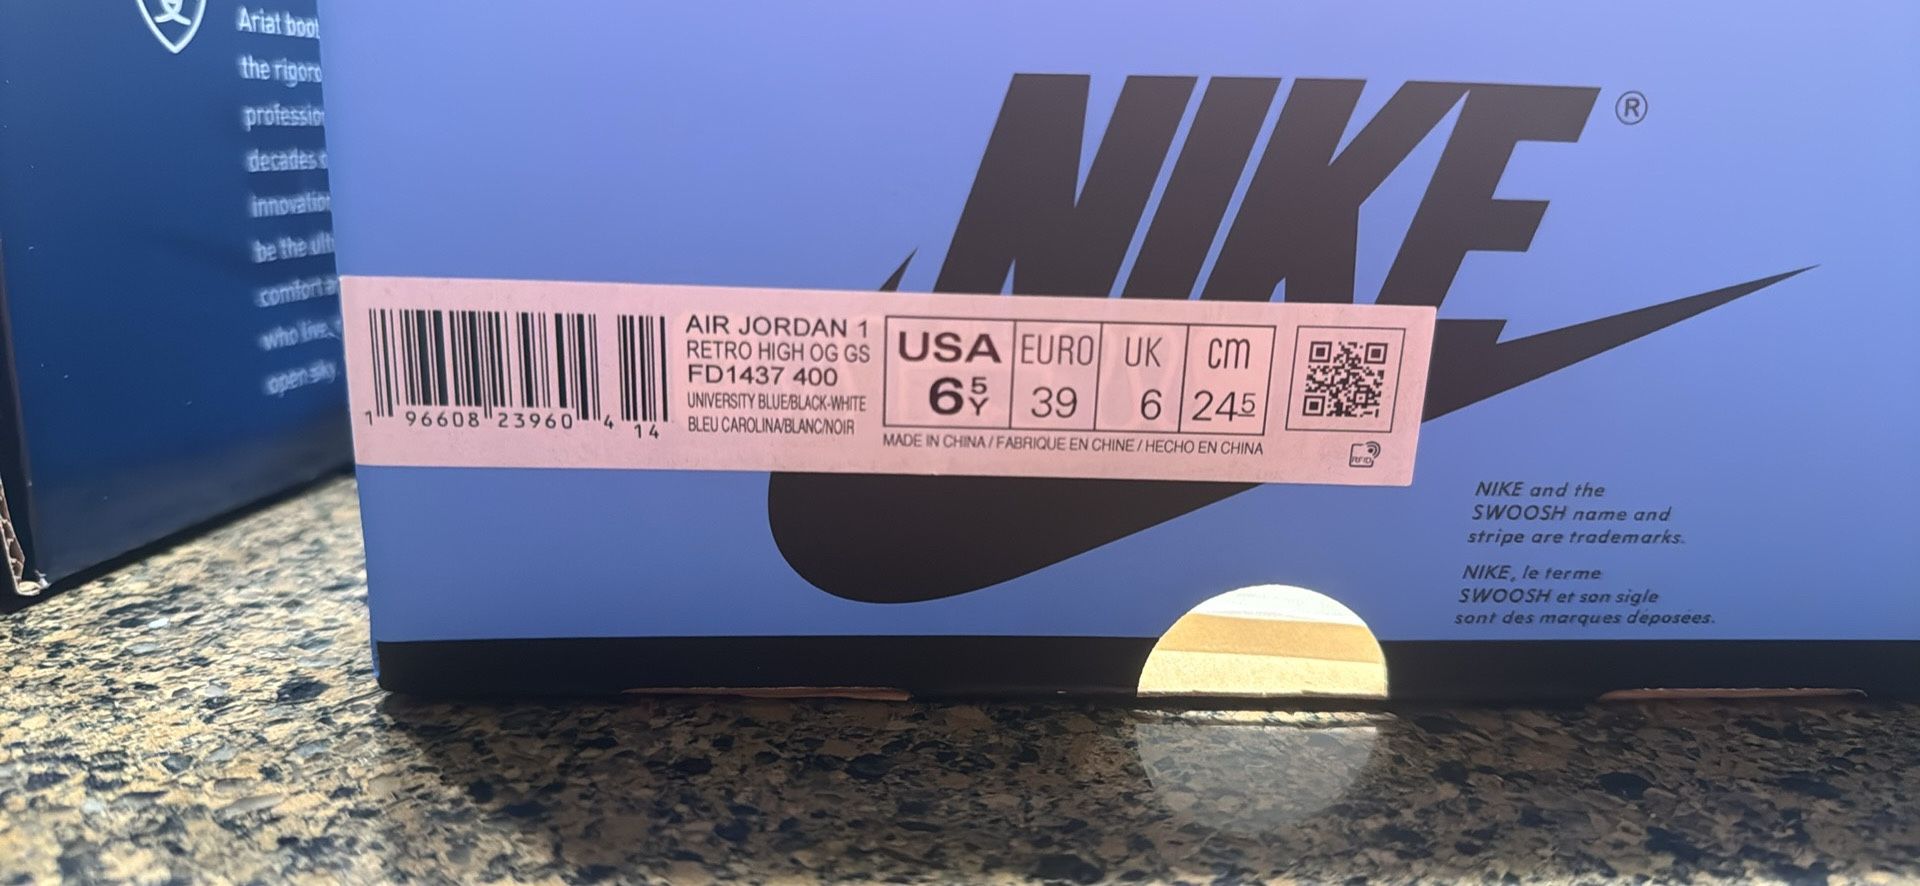 Ariat boot
the rigoro
professio
decades o
innovation
be the ulti
comfort a
who live,
open sky.
NIKE®
AIR JORDAN 1
RETRO HIGH OG GS
FD1437 400
UNIVERSITY BLUE/BLACK-WHITE
BLEU CAROLINA/BLANC/NOIR
1 96608 23960 4 14
USA EURO UK cm
6 5 Y 39 6 24 5
MADE IN CHINA / FABRIQUE EN CHINE / HECHO EN CHINA
RFID
NIKE and the
SWOOSH name and
stripe are trademarks.
NIKE, le terme
SWOOSH et son sigle
sont des marques déposées.